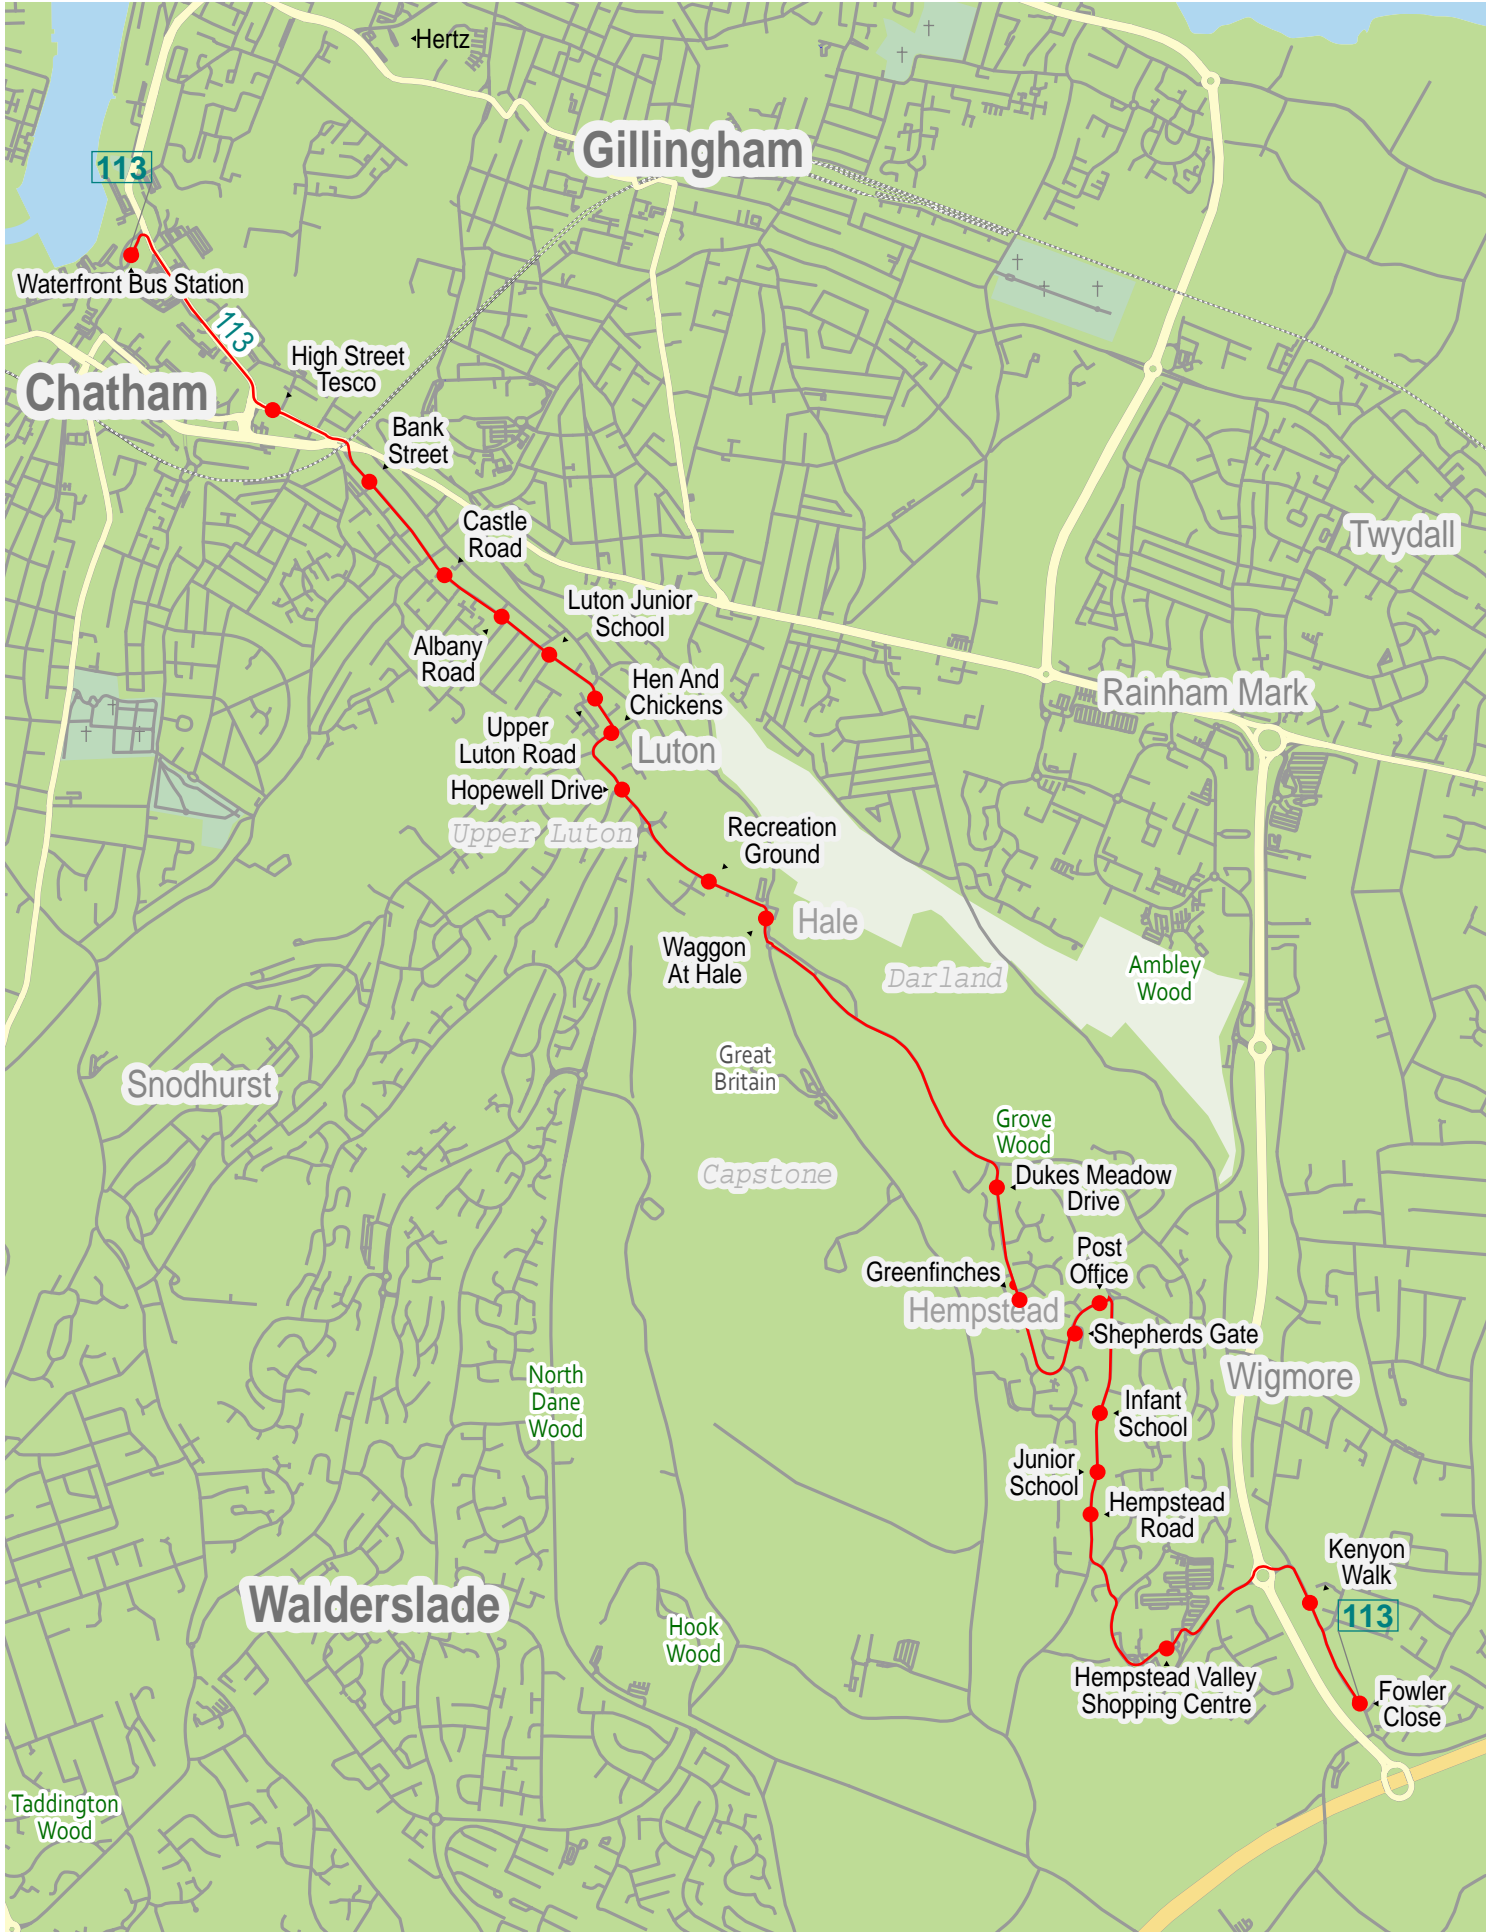 Hertz
Gillingham
113
Waterfront Bus Station
113
High Street
Tesco
Chatham
Bank
Street
Castle
Road
Twydall
Luton Junior
School
Albany
Road
Hen And
Chickens
Rainham Mark
Upper
Luton Road
Luton
Hopewell Drive
Upper Luton
Recreation
Ground
Hale
Waggon
At Hale
Darland
Ambley
Wood
Great
Britain
Snodhurst
Grove
Wood
Capstone
Dukes Meadow
Drive
Post
Office
Greenfinches
Hempstead
Shepherds Gate
North
Dane
Wood
Wigmore
Infant
School
Junior
School
Hempstead
Road
Kenyon
Walk
Walderslade
113
Hook
Wood
Hempstead Valley
Shopping Centre
Fowler
Close
Taddington
Wood